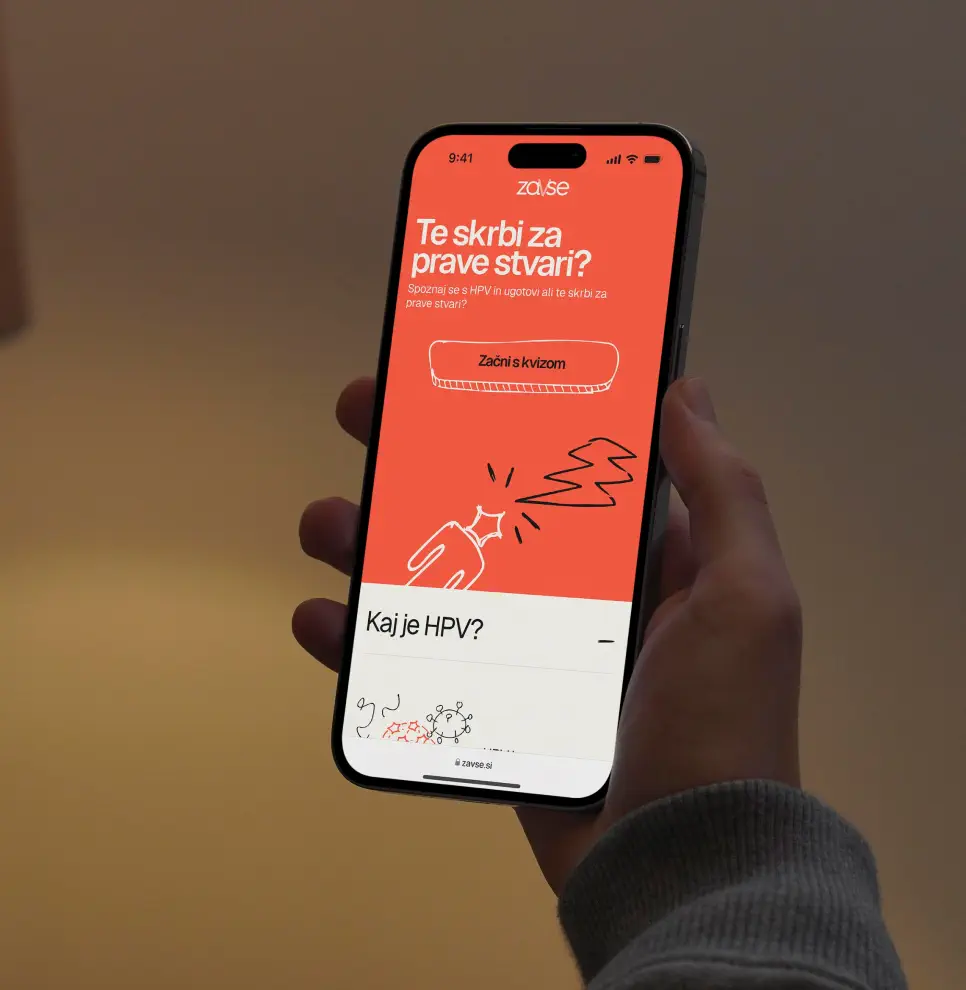 9:41
zavse
Te skrbi za
prave stvari?
Spoznaj se s HPV in ugotovi ali te skrbi za
prave stvari?
Začni s kvizom
Kaj je HPV?
P
zavse.si